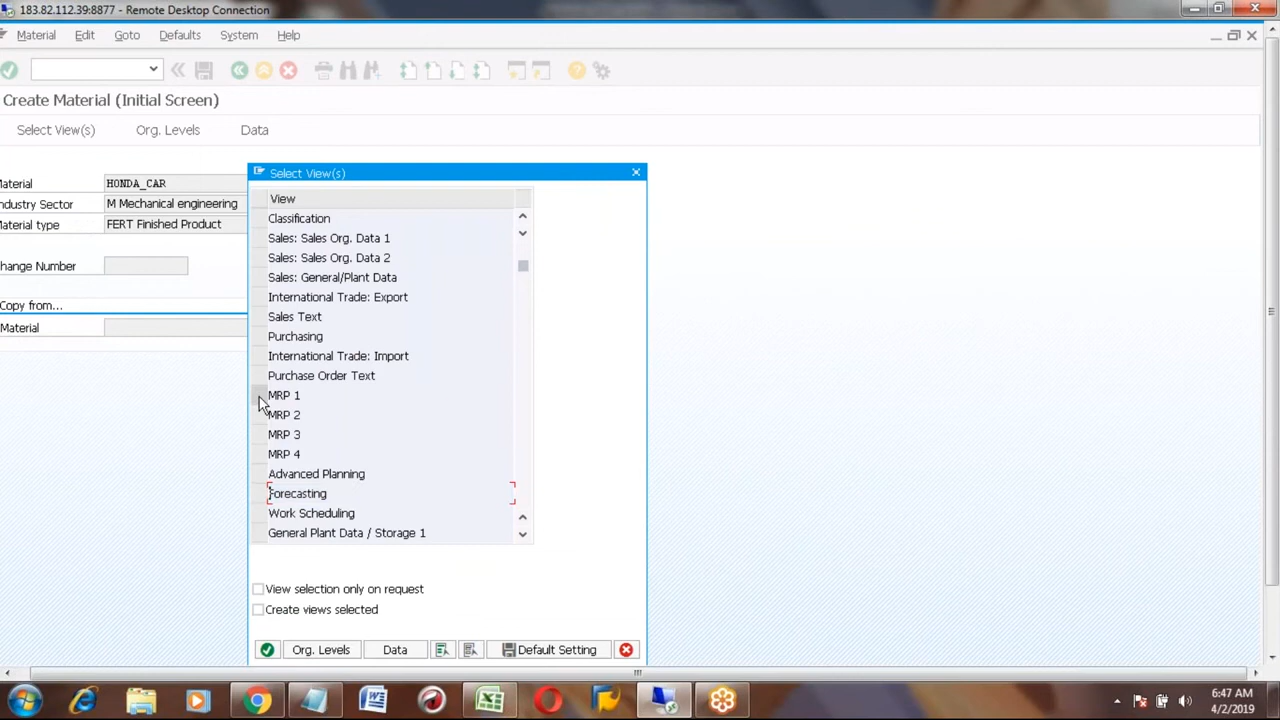 183.82.112.39:8877 - Remote Desktop Connection
Material Edit Goto Defaults System Help
Create Material (Initial Screen)
Select View(s) Org. Levels Data
aterial HONDA_CAR
ndustry Sector M Mechanical engineering
aterial type FERT Finished Product
hange Number
Copy from...
Material
Select View(s)
View
Classification
Sales: Sales Org. Data 1
Sales: Sales Org. Data 2
Sales: General/Plant Data
International Trade: Export
Sales Text
Purchasing
International Trade: Import
Purchase Order Text
MRP 1
MRP 2
MRP 3
MRP 4
Advanced Planning
Forecasting
Work Scheduling
General Plant Data / Storage 1
View selection only on request
Create views selected
Org. Levels Data Default Setting
6:47 AM
4/2/2019